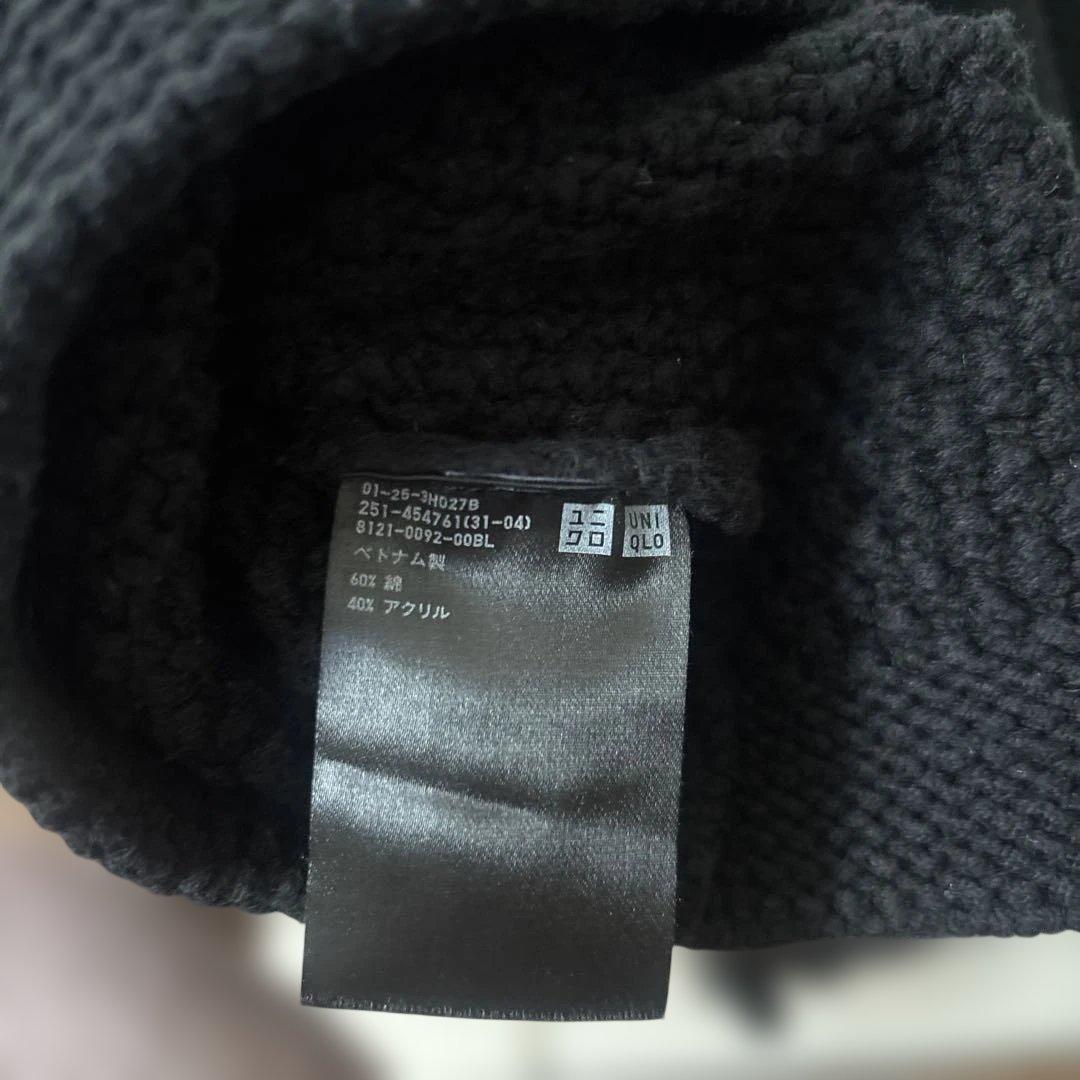 01-25-3H027B
251-454761(31-04)
8121-0092-00BL
ベトナム製
60% 綿
40% アクリル
ユニ
クロ
UNI
QLO